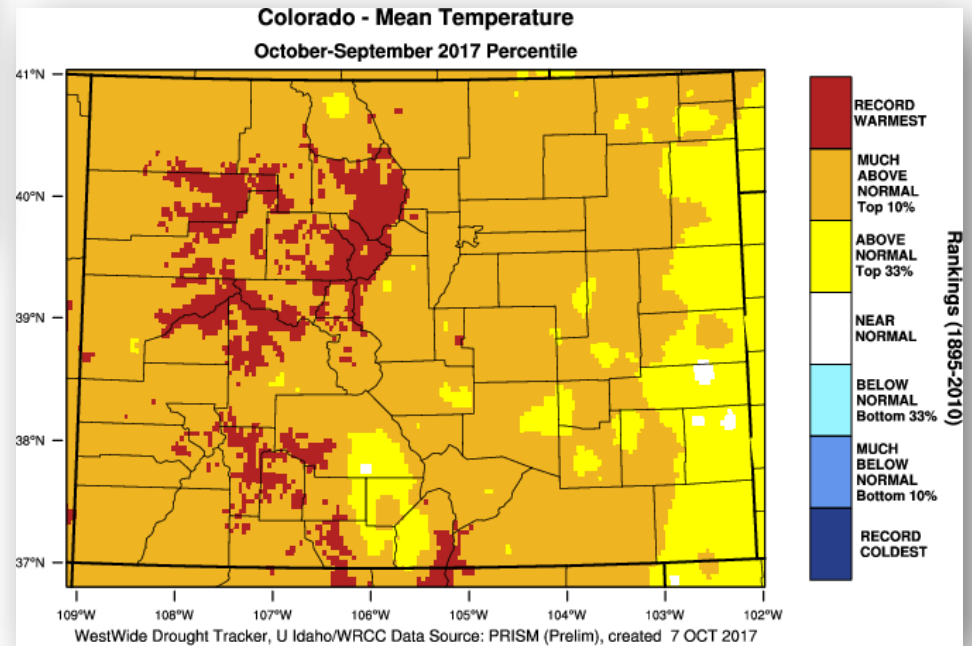 Colorado - Mean Temperature
October-September 2017 Percentile
41°N
40°N
39°N
38°N
37°N
109°W 108°W 107°W 106°W 105°W 104°W 103°W 102°W
WestWide Drought Tracker, U Idaho/WRCC Data Source: PRISM (Prelim), created 7 OCT 2017
RECORD
WARMEST
MUCH
ABOVE
NORMAL
Top 10%
ABOVE
NORMAL
Top 33%
NEAR
NORMAL
BELOW
NORMAL
Bottom 33%
MUCH
BELOW
NORMAL
Bottom 10%
RECORD
COLDEST
Rankings (1895-2010)